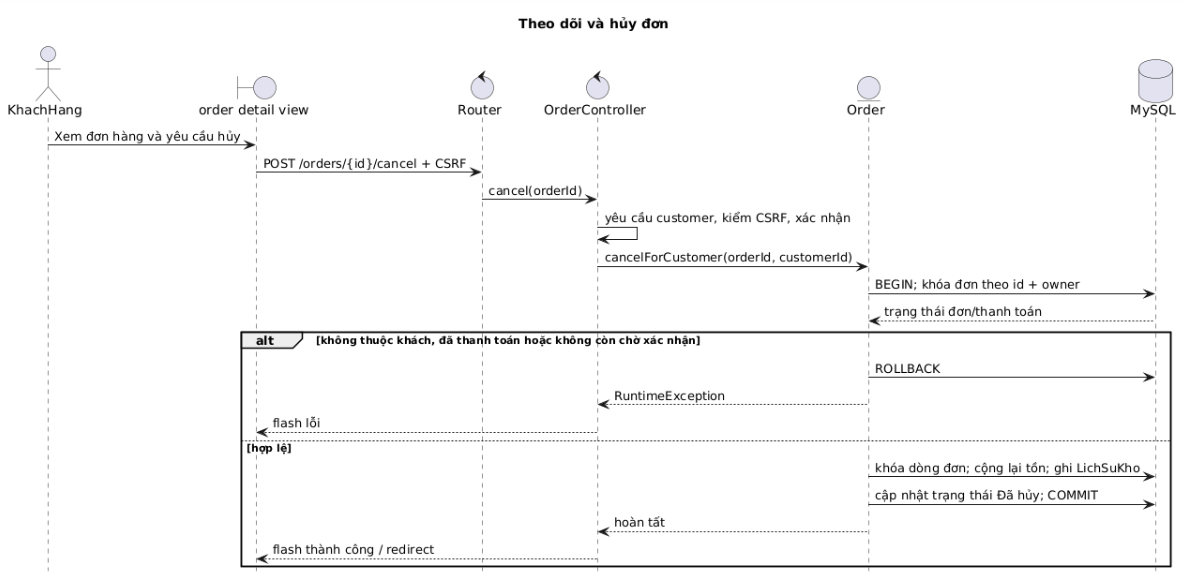 Theo dõi và hủy đơn
KhachHang
order detail view
Router
OrderController
Order
MySQL
Xem đơn hàng và yêu cầu hủy
POST /orders/{id}/cancel + CSRF
cancel(orderId)
yêu cầu customer, kiểm CSRF, xác nhận
cancelForCustomer(orderId, customerId)
BEGIN; khóa đơn theo id + owner
trạng thái đơn/thanh toán
alt [không thuộc khách, đã thanh toán hoặc không còn chờ xác nhận]
ROLLBACK
RuntimeException
flash lỗi
[hợp lệ]
khóa dòng đơn; cộng lại tồn; ghi LichSuKho
cập nhật trạng thái Đã hủy; COMMIT
hoàn tất
flash thành công / redirect